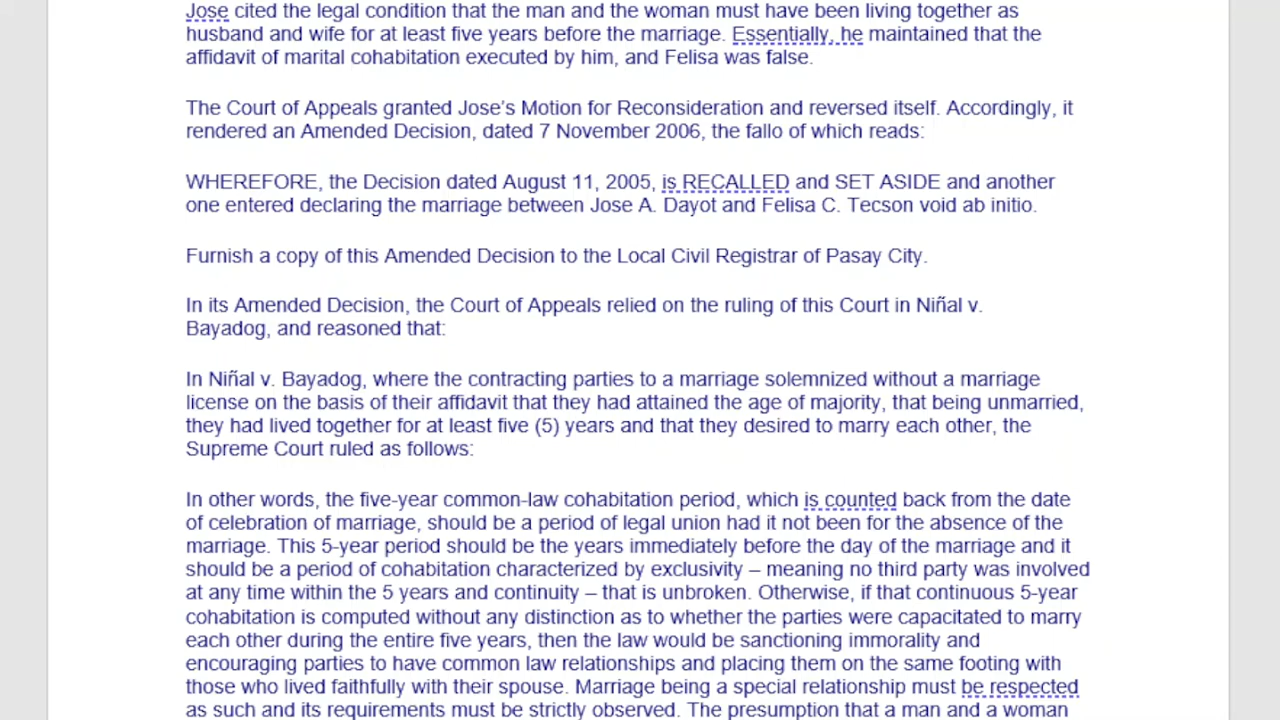 Jose cited the legal condition that the man and the woman must have been living together as
husband and wife for at least five years before the marriage. Essentially, he maintained that the
affidavit of marital cohabitation executed by him, and Felisa was false.
The Court of Appeals granted Jose’s Motion for Reconsideration and reversed itself. Accordingly, it
rendered an Amended Decision, dated 7 November 2006, the fallo of which reads:
WHEREFORE, the Decision dated August 11, 2005, is RECALLED and SET ASIDE and another
one entered declaring the marriage between Jose A. Dayot and Felisa C. Tecson void ab initio.
Furnish a copy of this Amended Decision to the Local Civil Registrar of Pasay City.
In its Amended Decision, the Court of Appeals relied on the ruling of this Court in Niñal v.
Bayadog, and reasoned that:
In Niñal v. Bayadog, where the contracting parties to a marriage solemnized without a marriage
license on the basis of their affidavit that they had attained the age of majority, that being unmarried,
they had lived together for at least five (5) years and that they desired to marry each other, the
Supreme Court ruled as follows:
In other words, the five-year common-law cohabitation period, which is counted back from the date
of celebration of marriage, should be a period of legal union had it not been for the absence of the
marriage. This 5-year period should be the years immediately before the day of the marriage and it
should be a period of cohabitation characterized by exclusivity – meaning no third party was involved
at any time within the 5 years and continuity – that is unbroken. Otherwise, if that continuous 5-year
cohabitation is computed without any distinction as to whether the parties were capacitated to marry
each other during the entire five years, then the law would be sanctioning immorality and
encouraging parties to have common law relationships and placing them on the same footing with
those who lived faithfully with their spouse. Marriage being a special relationship must be respected
as such and its requirements must be strictly observed. The presumption that a man and a woman